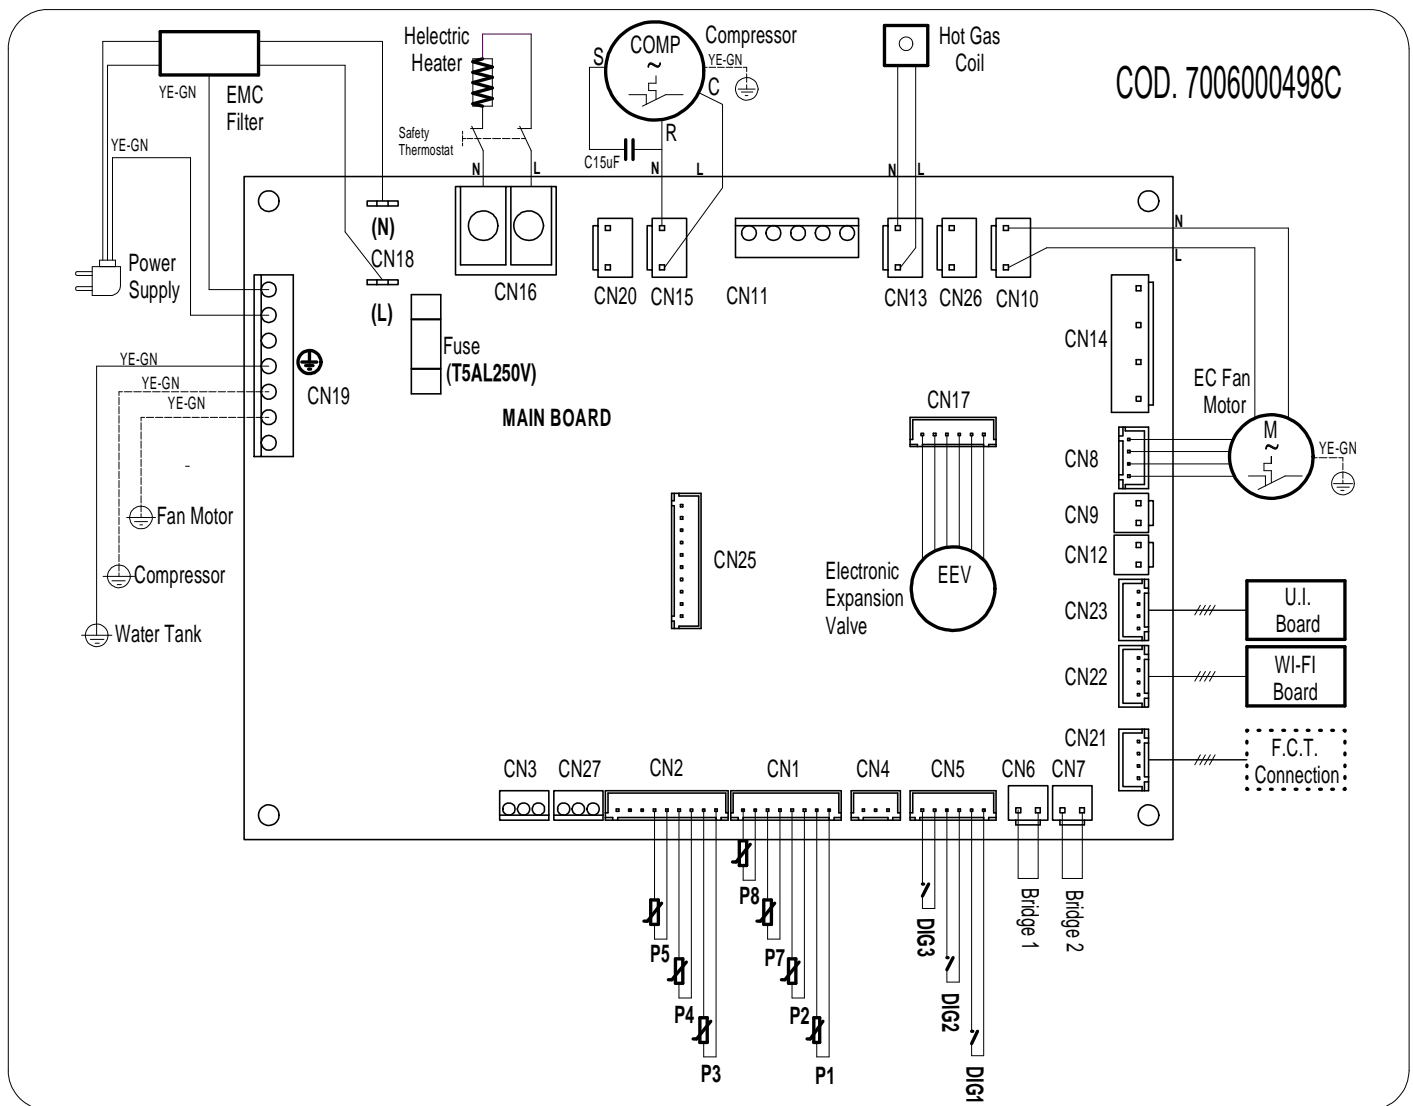 Helectric
Heater
COMP
~
S
Compressor
YE-GN
C
R
C15uF
Hot Gas
Coil
COD. 7006000498C
YE-GN
EMC
Filter
YE-GN
Safety
Thermostat
N
L
N
L
N
L
N
L
Power
Supply
(N)
CN18
(L)
CN16
CN20
CN15
CN11
CN13
CN26
CN10
CN14
Fuse
(T5AL250V)
CN19
YE-GN
YE-GN
YE-GN
MAIN BOARD
CN17
EC Fan
Motor
M
~
YE-GN
CN8
CN9
CN12
CN25
Fan Motor
Compressor
Water Tank
Electronic
Expansion
Valve
EEV
CN23
U.I.
Board
CN22
WI-FI
Board
CN21
F.C.T.
Connection
CN3
CN27
CN2
CN1
CN4
CN5
CN6
CN7
P8
P5
P7
P4
P2
P3
P1
DIG3
DIG2
DIG1
Bridge 1
Bridge 2